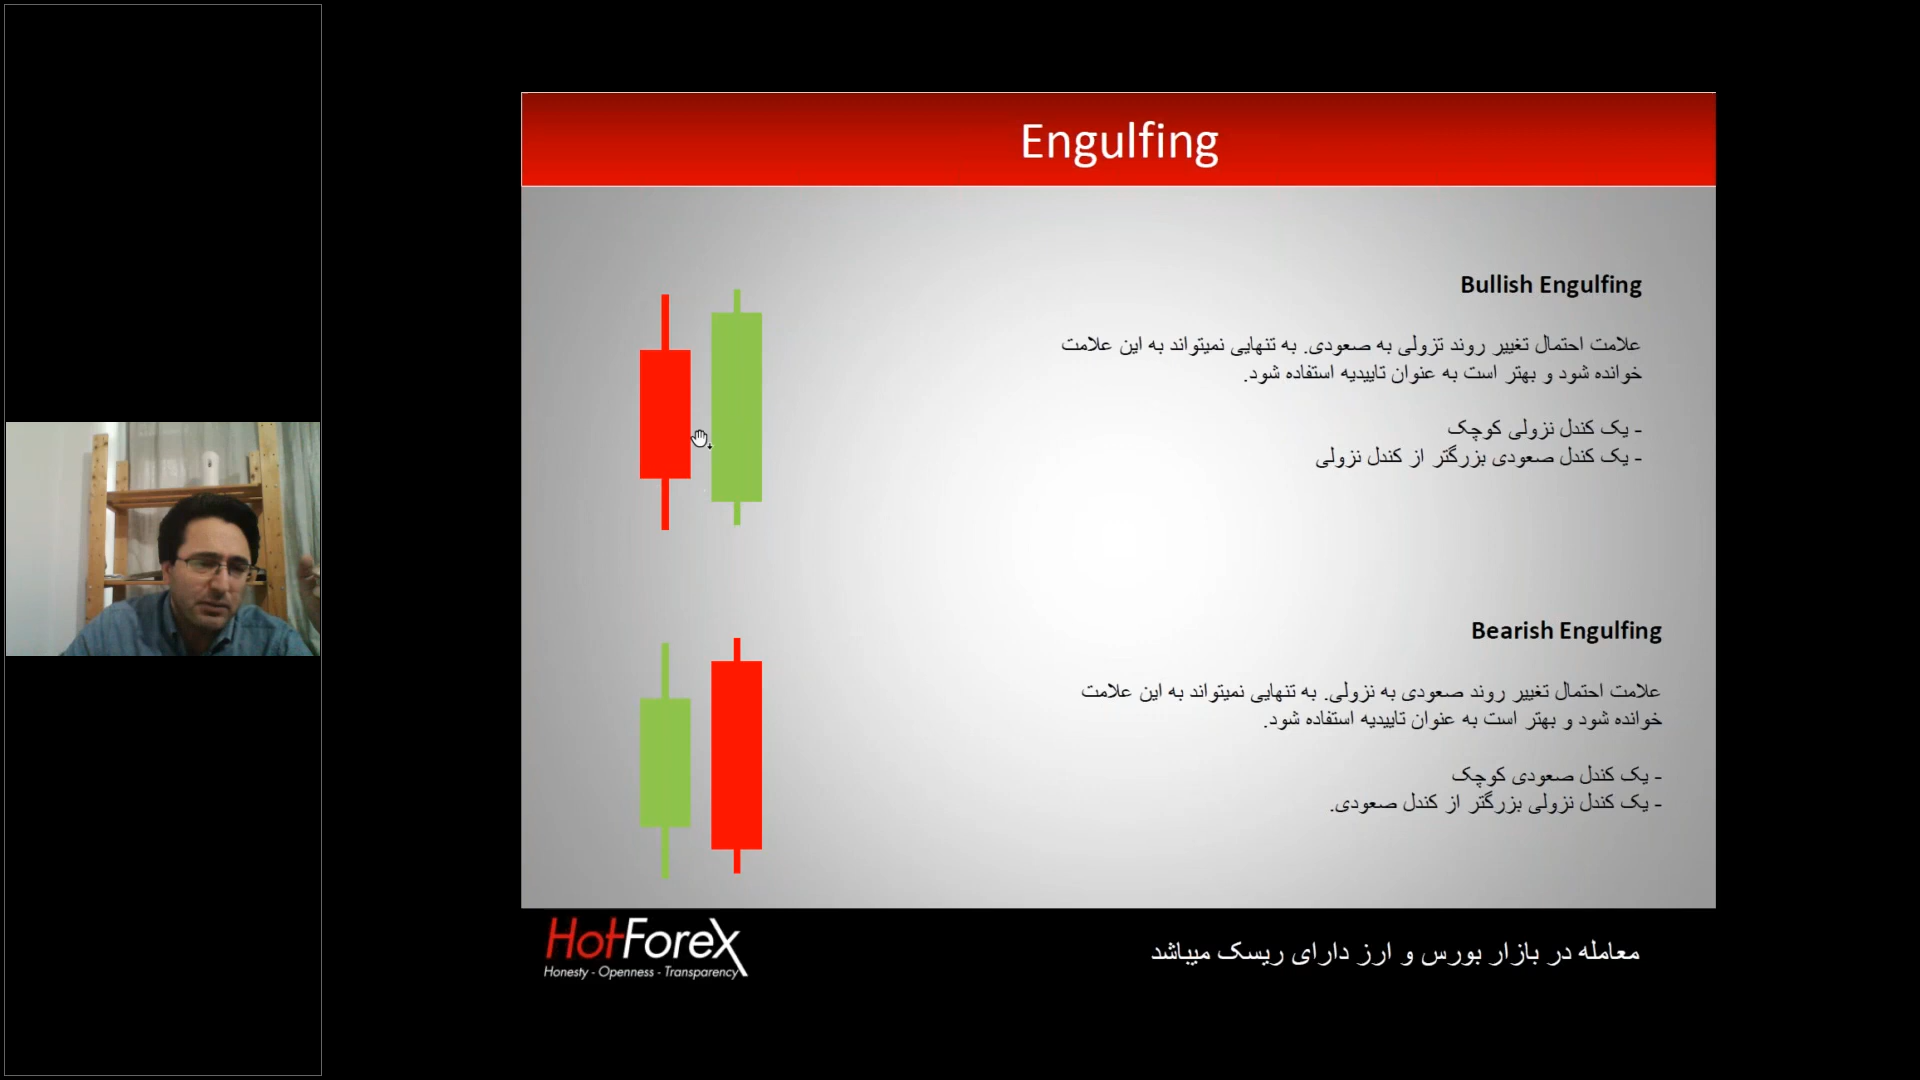 Engulfing
Bullish Engulfing
علامت احتمال تغییر روند تزولی به صعودی. به تنهایی نمیتواند به این علامت
خوانده شود و بهتر است به عنوان تاییدیه استفاده شود.
- یک کندل نزولی کوچک
- یک کندل صعودی بزرگتر از کندل نزولی
Bearish Engulfing
علامت احتمال تغییر روند صعودی به نزولی. به تنهایی نمیتواند به این علامت
خوانده شود و بهتر است به عنوان تاییدیه استفاده شود.
- یک کندل صعودی کوچک
- یک کندل نزولی بزرگتر از کندل صعودی.
HotForex
Honesty - Openness - Transparency
معامله در بازار بورس و ارز دارای ریسک میباشد